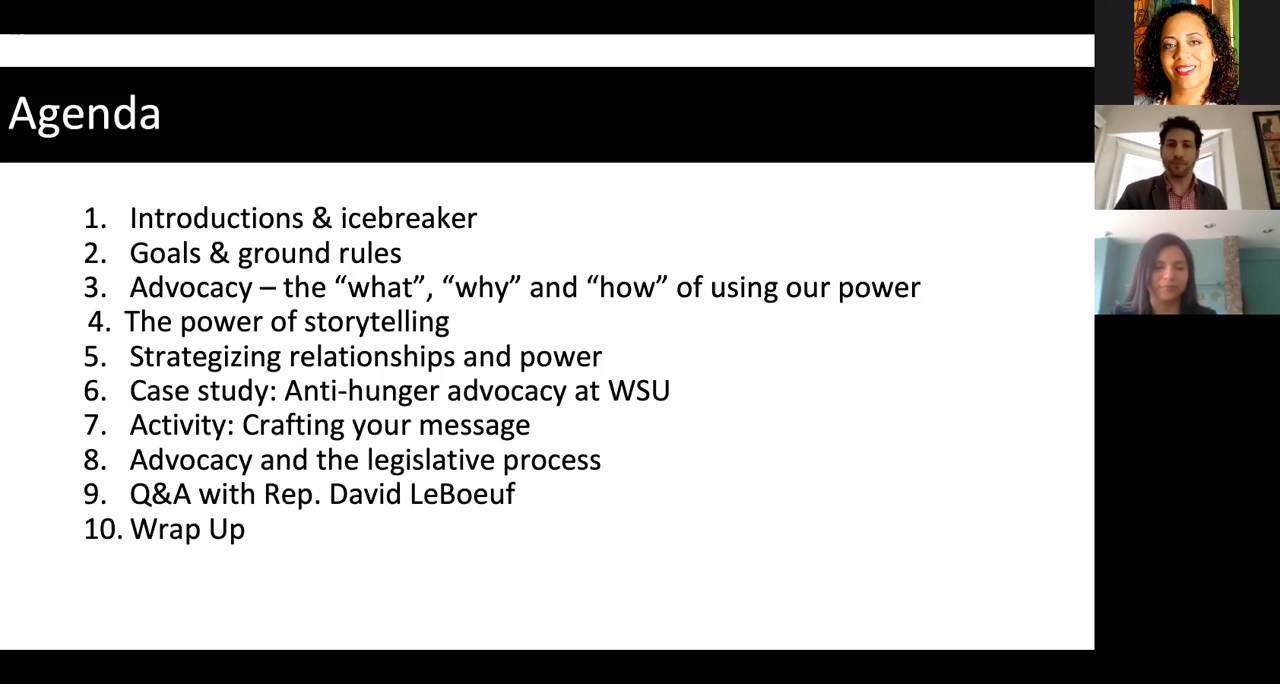 Agenda
1. Introductions & icebreaker
2. Goals & ground rules
3. Advocacy – the “what”, “why” and “how” of using our power
4. The power of storytelling
5. Strategizing relationships and power
6. Case study: Anti-hunger advocacy at WSU
7. Activity: Crafting your message
8. Advocacy and the legislative process
9. Q&A with Rep. David LeBoeuf
10. Wrap Up